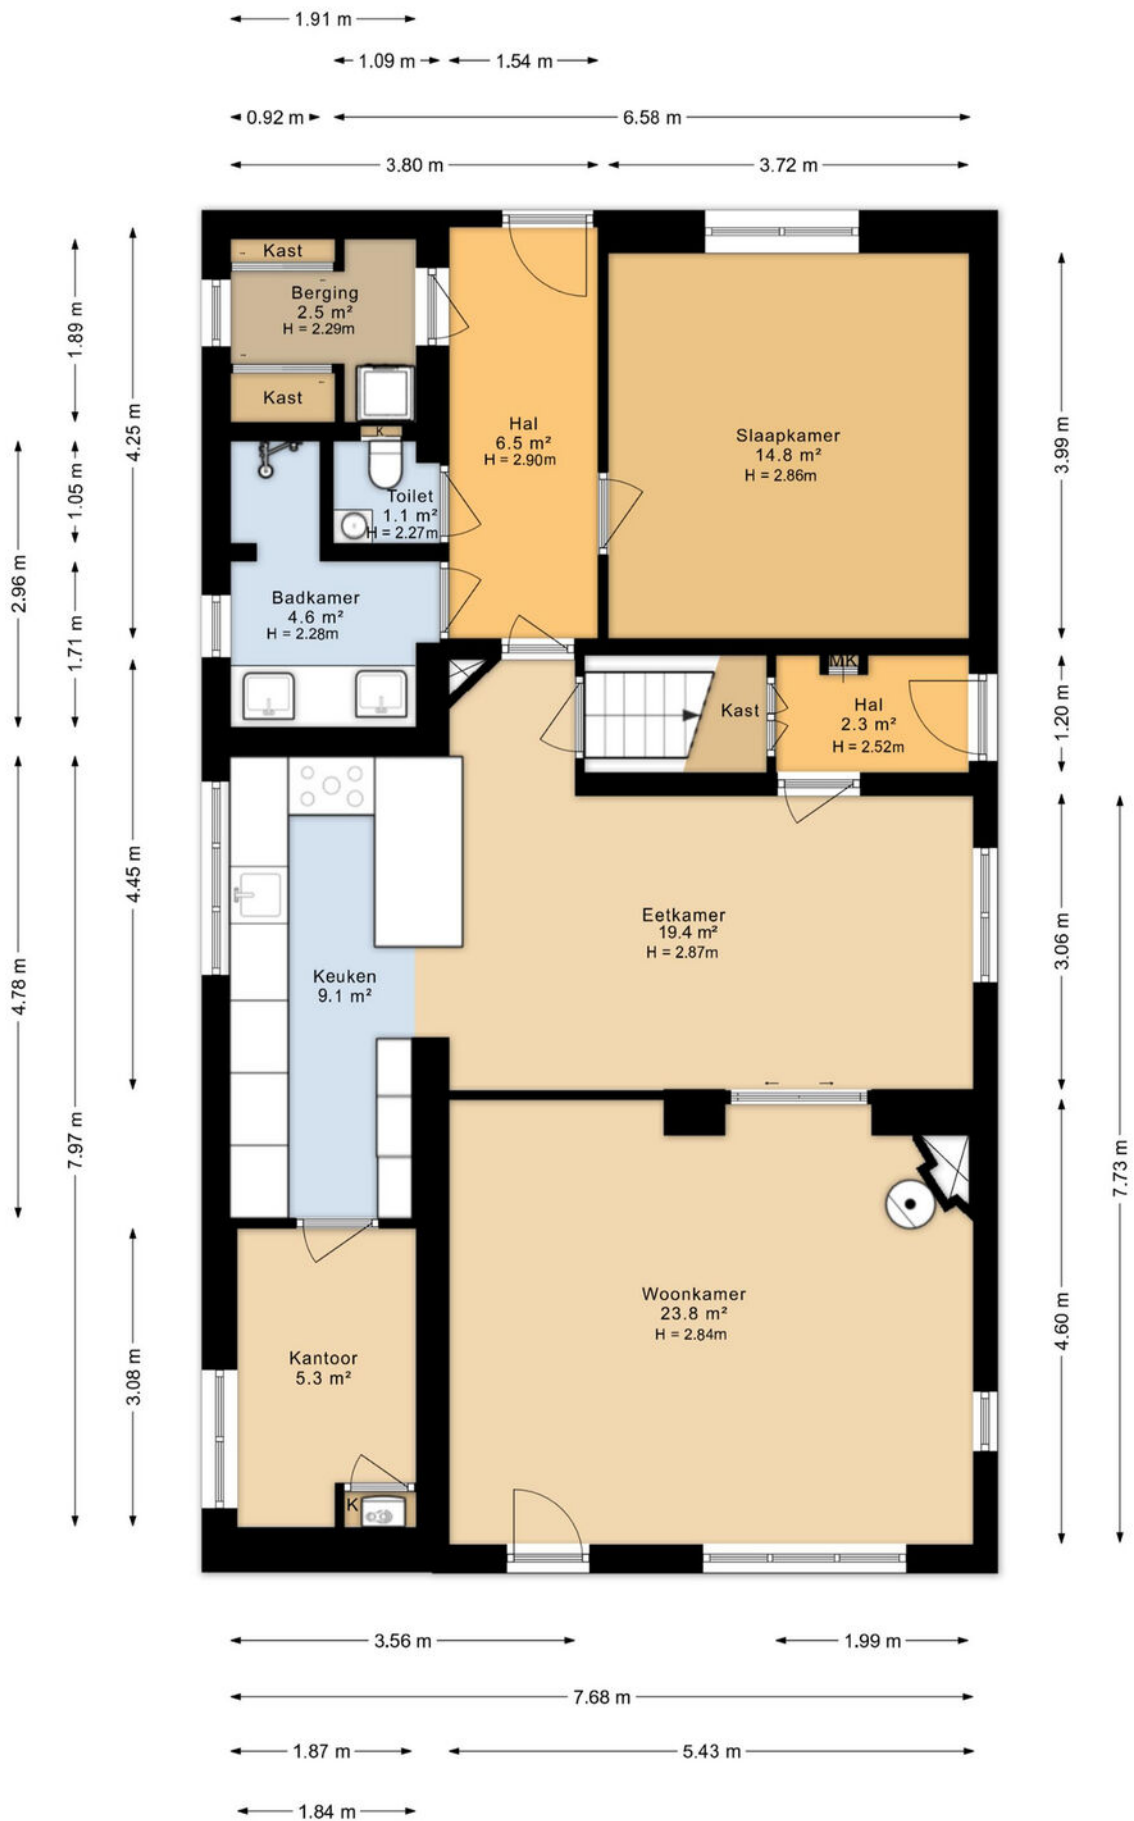 1.91 m
1.09 m
1.54 m
0.92 m
6.58 m
3.80 m
3.72 m
Kast
Berging
2.5 m²
H = 2.29m
Kast
K
Hal
6.5 m²
H = 2.90m
Slaapkamer
14.8 m²
H = 2.86m
Toilet
1.1 m²
H = 2.27m
Badkamer
4.6 m²
H = 2.28m
MK
Kast
Hal
2.3 m²
H = 2.52m
Eetkamer
19.4 m²
H = 2.87m
Keuken
9.1 m²
Woonkamer
23.8 m²
H = 2.84m
Kantoor
5.3 m²
K
1.89 m
4.25 m
1.05 m
2.96 m
1.71 m
4.45 m
4.78 m
7.97 m
3.08 m
3.99 m
1.20 m
3.06 m
7.73 m
4.60 m
3.56 m
1.99 m
7.68 m
1.87 m
5.43 m
1.84 m